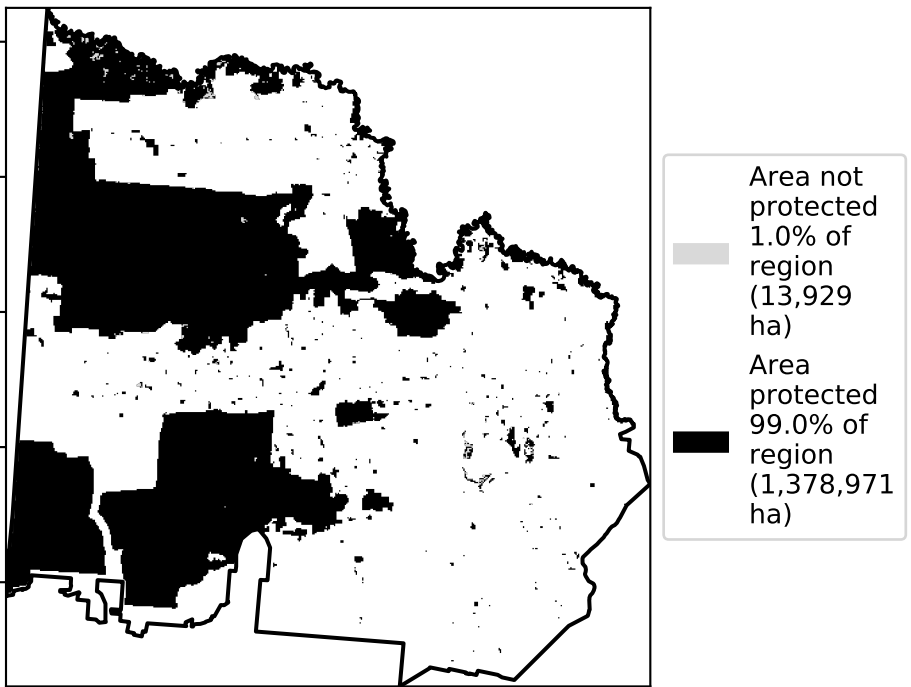 Area not
protected
1.0% of
region
(13,929
ha)
Area
protected
99.0% of
region
(1,378,971
ha)